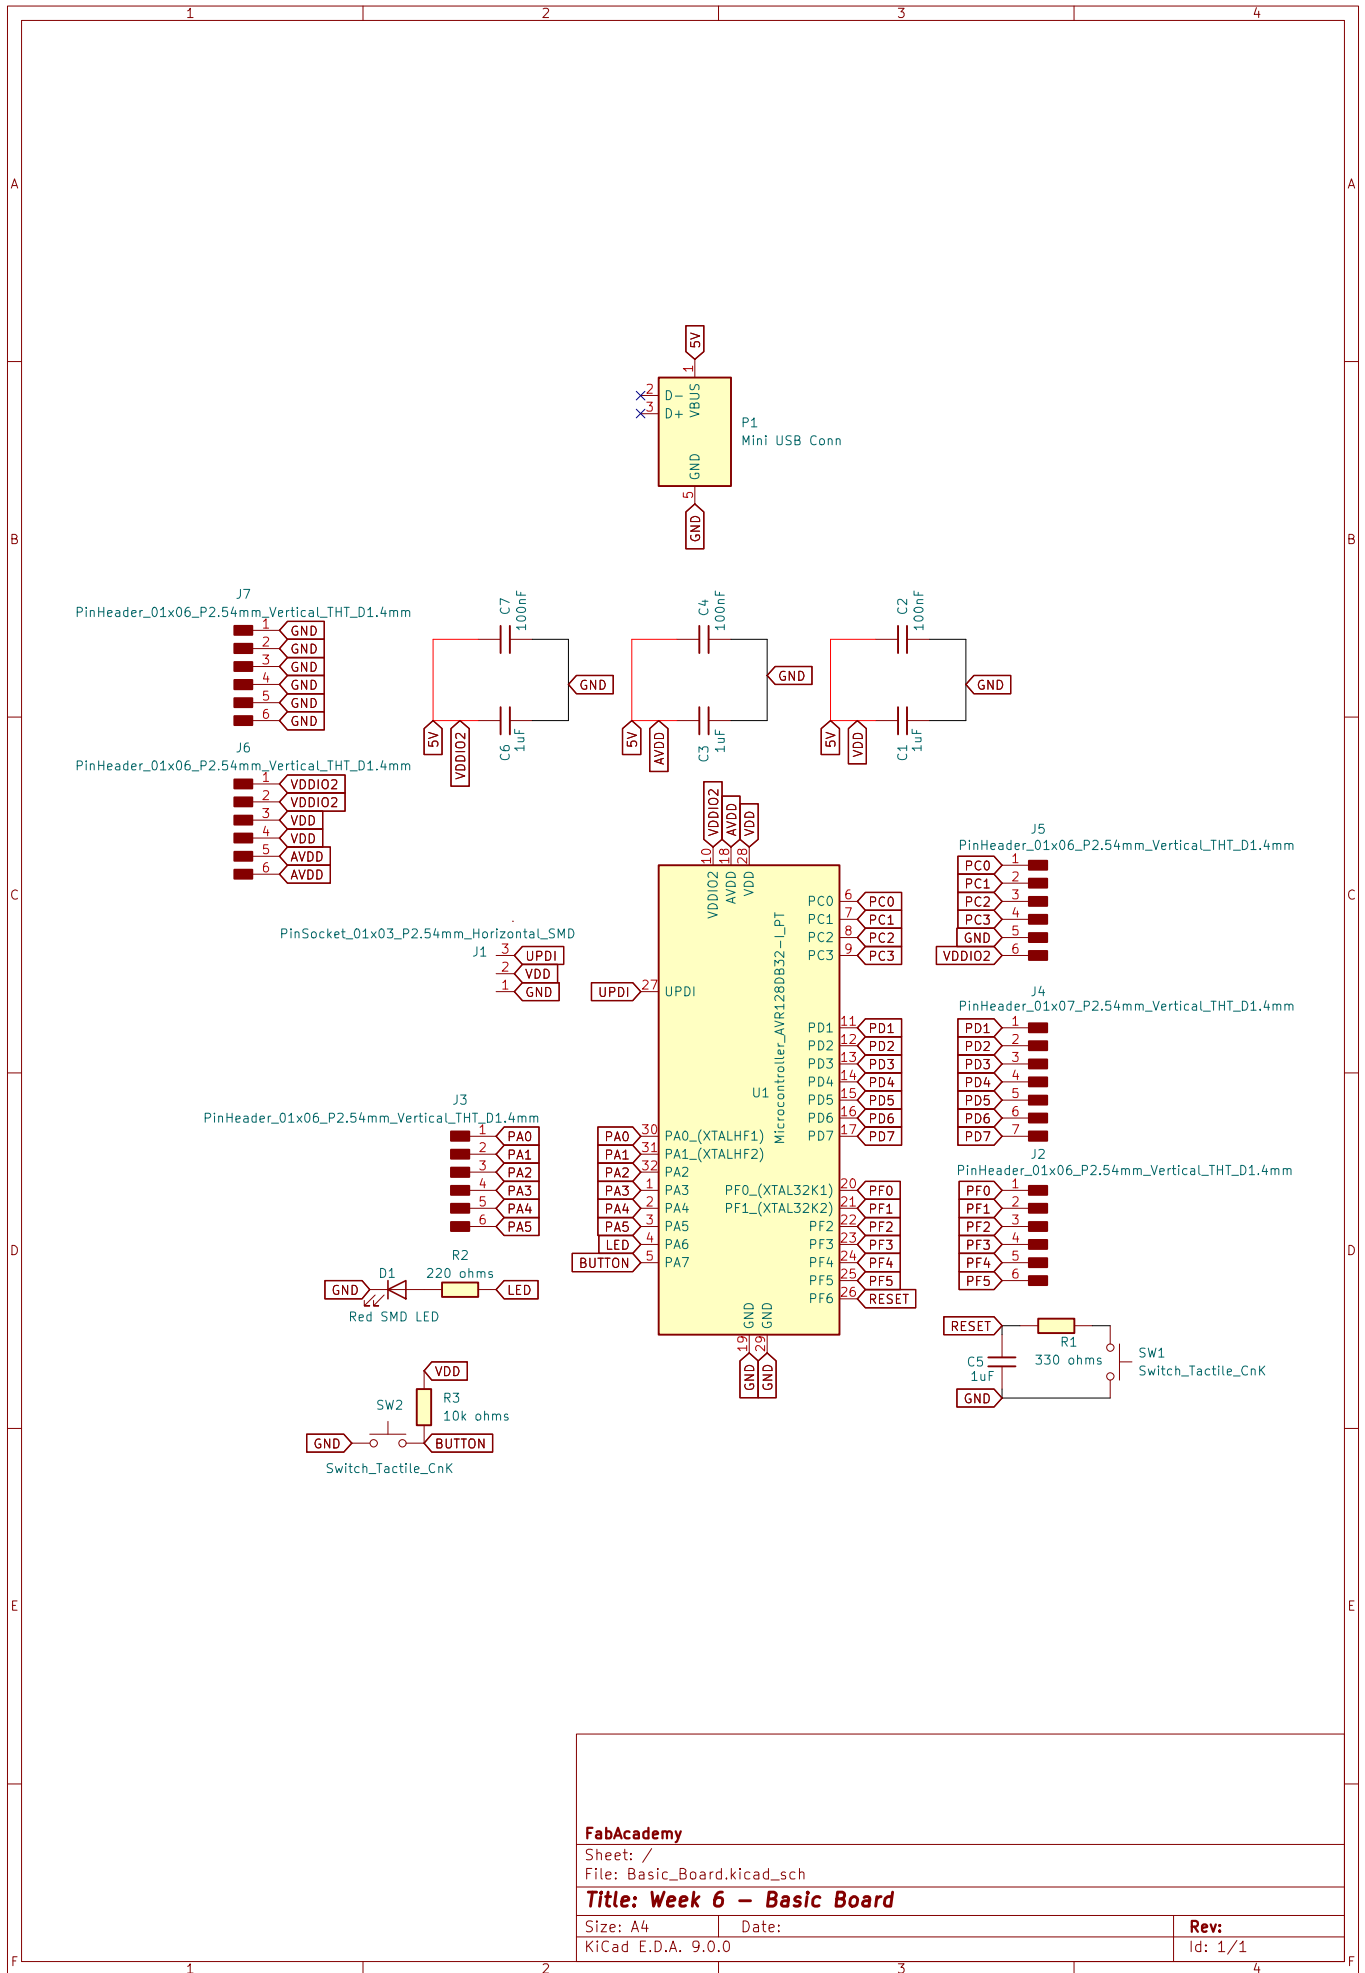 1 2 3 4
A A
B B
C C
D D
E E
F F
5V
1
VBUS
2 D-
3 D+
P1
Mini USB Conn
GND
5
GND
J7
PinHeader_01x06_P2.54mm_Vertical_THT_D1.4mm
1 GND
2 GND
3 GND
4 GND
5 GND
6 GND
J6
PinHeader_01x06_P2.54mm_Vertical_THT_D1.4mm
1 VDDIO2
2 VDDIO2
3 VDD
4 VDD
5 AVDD
6 AVDD
C7
100nF
GND
5V
VDDIO2
C6
1uF
C4
100nF
GND
5V
AVDD
C3
1uF
C2
100nF
GND
5V
VDD
C1
1uF
PinSocket_01x03_P2.54mm_Horizontal_SMD
J1
3 UPDI
2 VDD
1 GND
VDDIO2 AVDD VDD
10 18 28
VDDIO2 AVDD VDD
Microcontroller_AVR128DB32-I_PT
U1
UPDI 27 UPDI
PA0 30 PA0_(XTALHF1)
PA1 31 PA1_(XTALHF2)
PA2 32 PA2
PA3 1 PA3
PA4 2 PA4
PA5 3 PA5
LED 4 PA6
BUTTON 5 PA7
PC0 6 PC0
PC1 7 PC1
PC2 8 PC2
PC3 9 PC3
PD1 11 PD1
PD2 12 PD2
PD3 13 PD3
PD4 14 PD4
PD5 15 PD5
PD6 16 PD6
PD7 17 PD7
PF0_(XTAL32K1) 20 PF0
PF1_(XTAL32K2) 21 PF1
PF2 22 PF2
PF3 23 PF3
PF4 24 PF4
PF5 25 PF5
PF6 26 RESET
GND GND
19 29
GND GND
J5
PinHeader_01x06_P2.54mm_Vertical_THT_D1.4mm
PC0 1
PC1 2
PC2 3
PC3 4
GND 5
VDDIO2 6
J4
PinHeader_01x07_P2.54mm_Vertical_THT_D1.4mm
PD1 1
PD2 2
PD3 3
PD4 4
PD5 5
PD6 6
PD7 7
J2
PinHeader_01x06_P2.54mm_Vertical_THT_D1.4mm
PF0 1
PF1 2
PF2 3
PF3 4
PF4 5
PF5 6
J3
PinHeader_01x06_P2.54mm_Vertical_THT_D1.4mm
1 PA0
2 PA1
3 PA2
4 PA3
5 PA4
6 PA5
R2
220 ohms
D1
GND
LED
Red SMD LED
VDD
R3
10k ohms
SW2
GND
BUTTON
Switch_Tactile_CnK
RESET
R1
330 ohms
C5
1uF
SW1
Switch_Tactile_CnK
GND
FabAcademy
Sheet: /
File: Basic_Board.kicad_sch
Title: Week 6 - Basic Board
Size: A4 Date: Rev:
KiCad E.D.A. 9.0.0 Id: 1/1
1 2 3 4